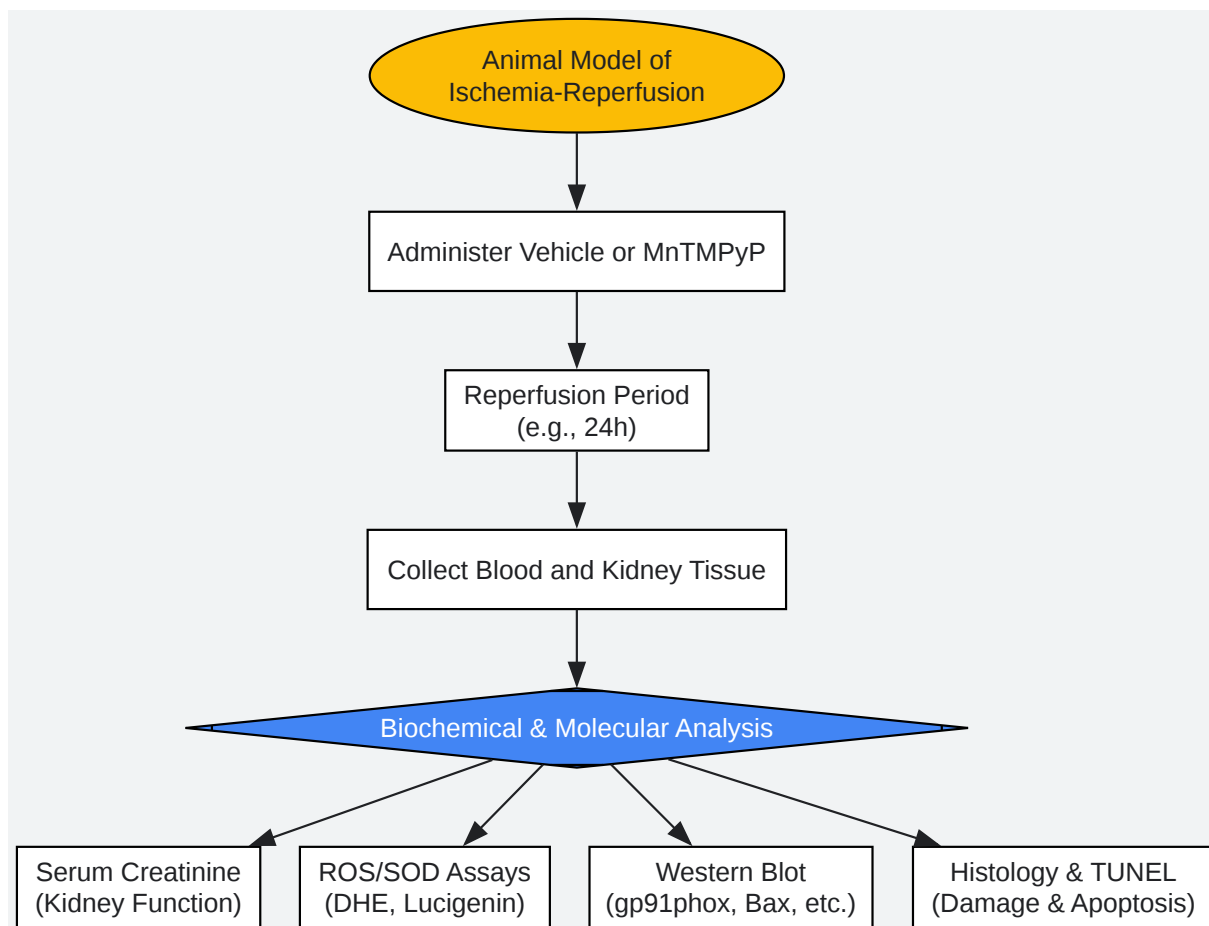 Animal Model of
Ischemia-Reperfusion
Administer Vehicle or MnTMPyP
Reperfusion Period
(e.g., 24h)
Collect Blood and Kidney Tissue
Biochemical & Molecular Analysis
Serum Creatinine
(Kidney Function)
ROS/SOD Assays
(DHE, Lucigenin)
Western Blot
(gp91phox, Bax, etc.)
Histology & TUNEL
(Damage & Apoptosis)